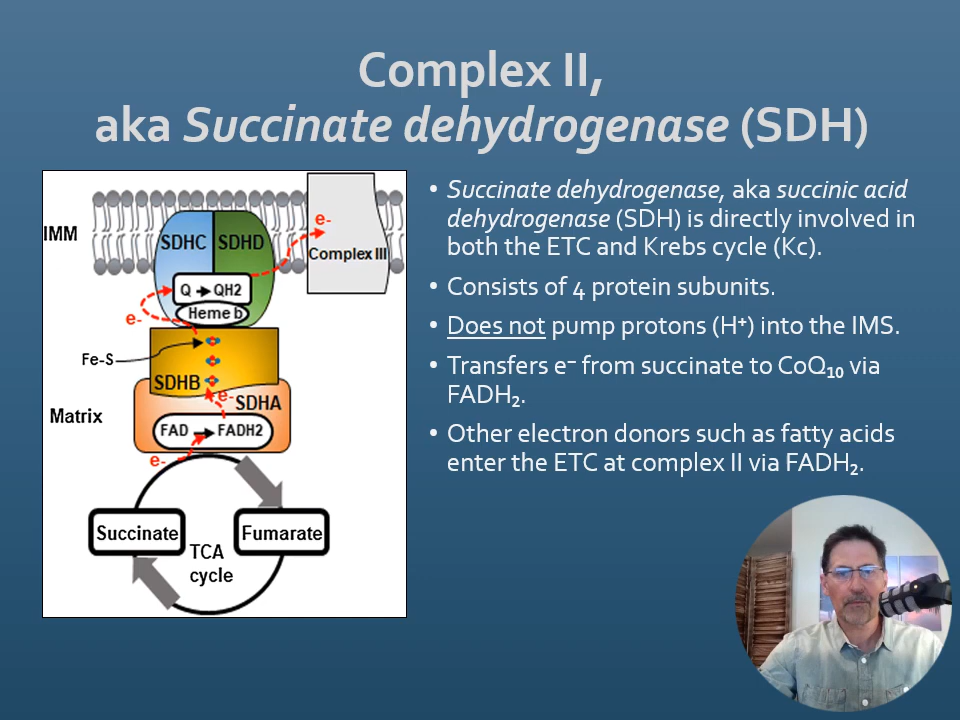 Complex II,
aka Succinate dehydrogenase (SDH)
IMM
SDHC
SDHD
e-
Complex III
Q → QH2
Heme b
e-
Fe-S
SDHB
e-
SDHA
Matrix
FAD → FADH2
e-
Succinate
Fumarate
TCA
cycle
• Succinate dehydrogenase, aka succinic acid
dehydrogenase (SDH) is directly involved in
both the ETC and Krebs cycle (Kc).
• Consists of 4 protein subunits.
• Does not pump protons (H⁺) into the IMS.
• Transfers e⁻ from succinate to CoQ₁₀ via
FADH₂.
• Other electron donors such as fatty acids
enter the ETC at complex II via FADH₂.